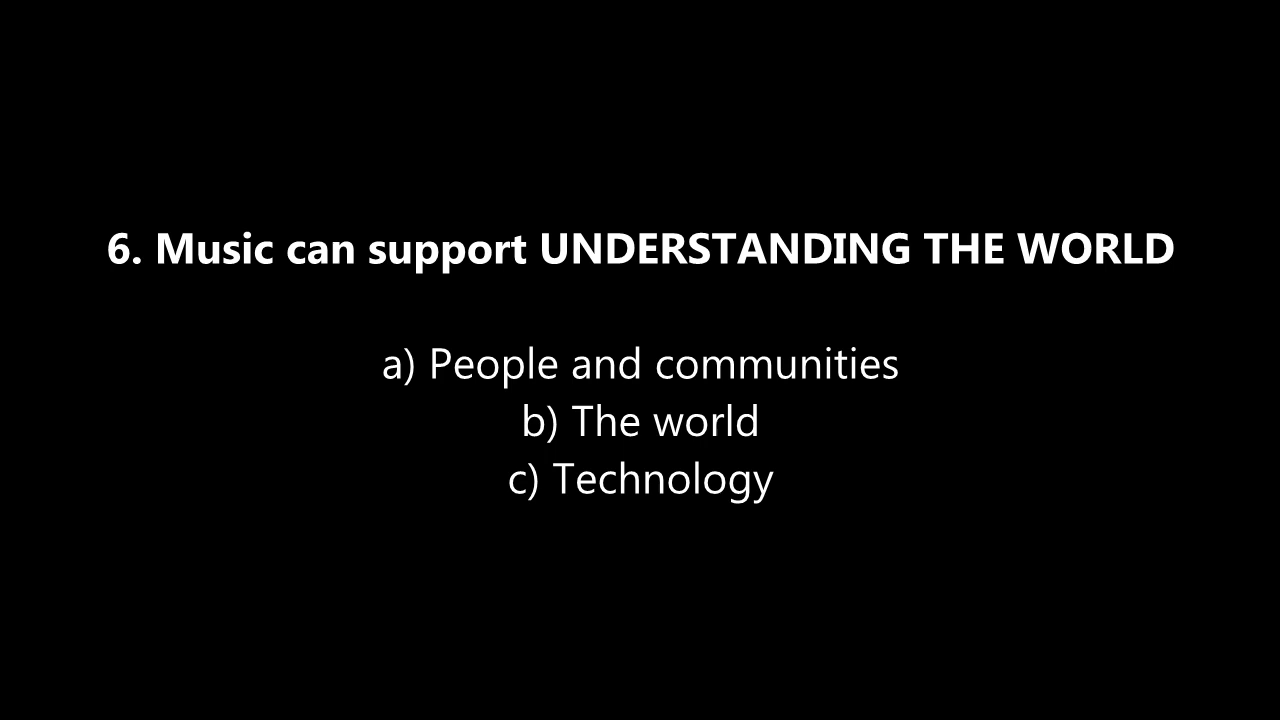 6. Music can support UNDERSTANDING THE WORLD
a) People and communities
b) The world
c) Technology